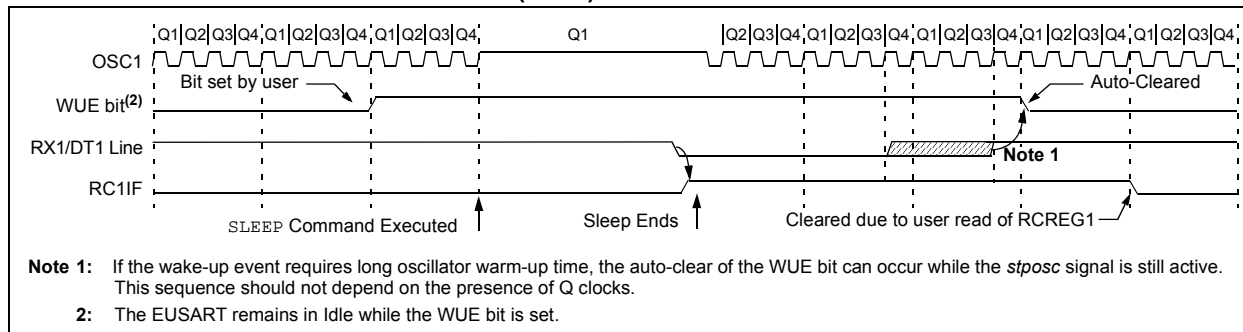 Q1|Q2|Q3|Q4 Q1|Q2|Q3|Q4 Q1|Q2|Q3|Q4 Q1 |Q2|Q3|Q4 Q1|Q2|Q3|Q4 Q1|Q2|Q3|Q4 Q1|Q2|Q3|Q4 Q1|Q2|Q3|Q4
OSC1
Bit set by user
Auto-Cleared
WUE bit(2)
RX1/DT1 Line
Note 1
RC1IF
SLEEP Command Executed
Sleep Ends
Cleared due to user read of RCREG1
Note 1: If the wake-up event requires long oscillator warm-up time, the auto-clear of the WUE bit can occur while the stposc signal is still active.
This sequence should not depend on the presence of Q clocks.
2: The EUSART remains in Idle while the WUE bit is set.